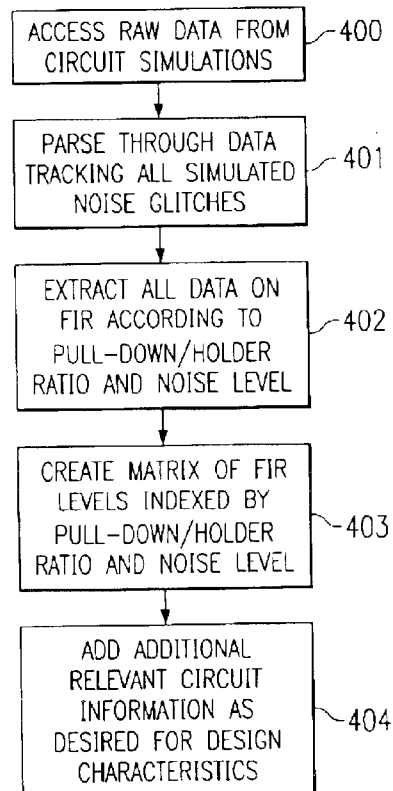 ACCESS RAW DATA FROM
CIRCUIT SIMULATIONS
400
PARSE THROUGH DATA
TRACKING ALL SIMULATED
NOISE GLITCHES
401
EXTRACT ALL DATA ON
FIR ACCORDING TO
PULL-DOWN/HOLDER
RATIO AND NOISE LEVEL
402
CREATE MATRIX OF FIR
LEVELS INDEXED BY
PULL-DOWN/HOLDER
RATIO AND NOISE LEVEL
403
ADD ADDITIONAL
RELEVANT CIRCUIT
INFORMATION AS
DESIRED FOR DESIGN
CHARACTERISTICS
404